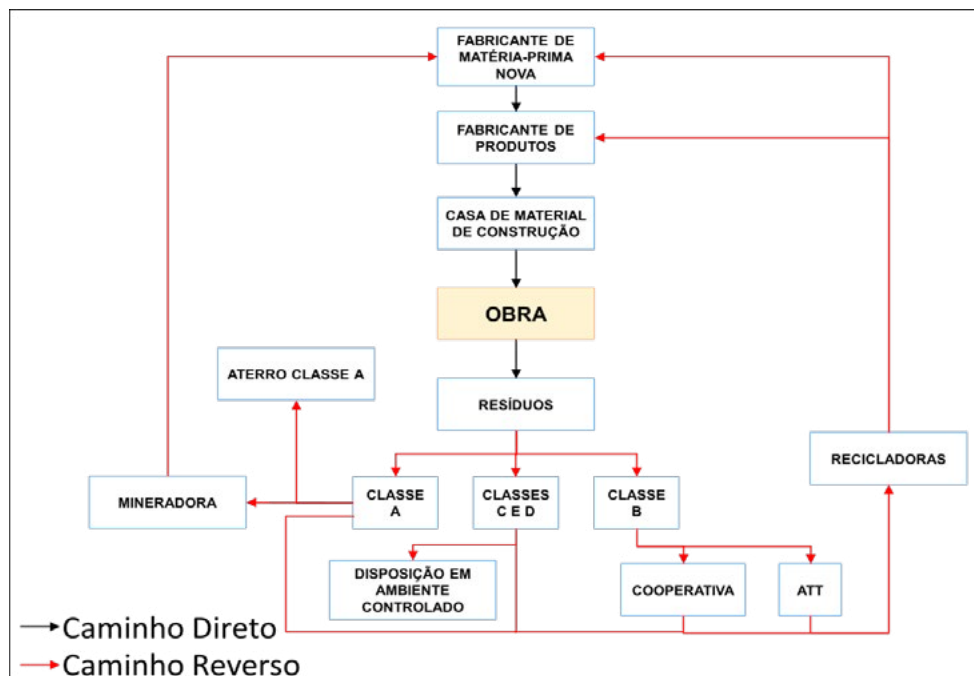 FABRICANTE DE
MATÉRIA-PRIMA
NOVA
FABRICANTE DE
PRODUTOS
CASA DE MATERIAL
DE CONSTRUÇÃO
OBRA
ATERRO CLASSE A
RESÍDUOS
RECICLADORAS
MINERADORA
CLASSE
A
CLASSES
C E D
CLASSE
B
DISPOSIÇÃO EM
AMBIENTE
CONTROLADO
COOPERATIVA
ATT
Caminho Direto
Caminho Reverso